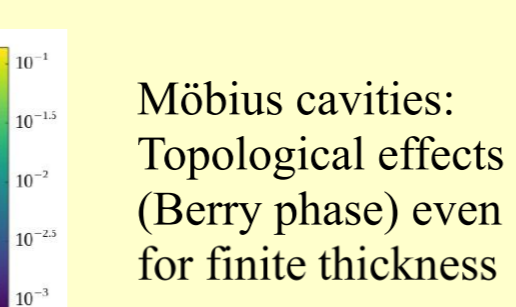 10⁻¹
10⁻¹·⁵
10⁻²
10⁻²·⁵
10⁻³
Möbius cavities:
Topological effects
(Berry phase) even
for finite thickness